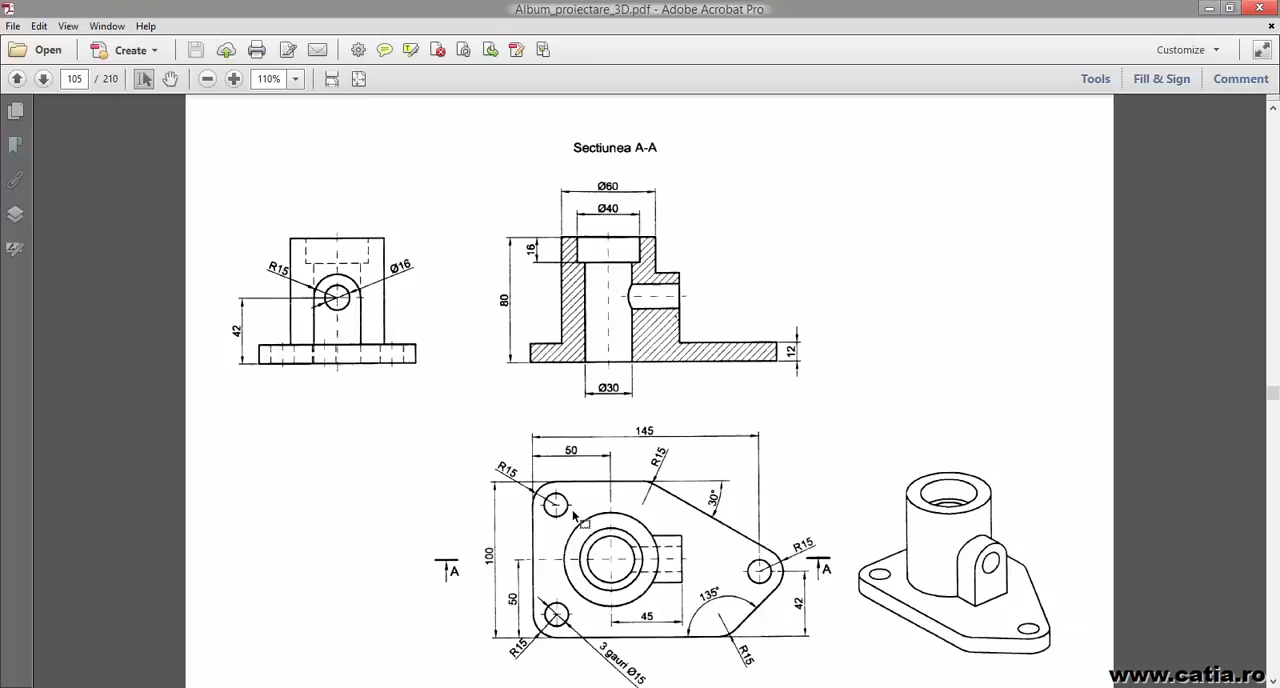 Album_proiectare_3D.pdf - Adobe Acrobat Pro
File Edit View Window Help
Open Create Customize
105 / 210 110% Tools Fill & Sign Comment
Sectiunea A-A
Ø60
Ø40
16
80
Ø30
12
R15
Ø16
42
145
50
R15
R15
30°
100
50
R15
A
A
135°
42
45
R15
R15
3 gauri Ø15
www.catia.ro